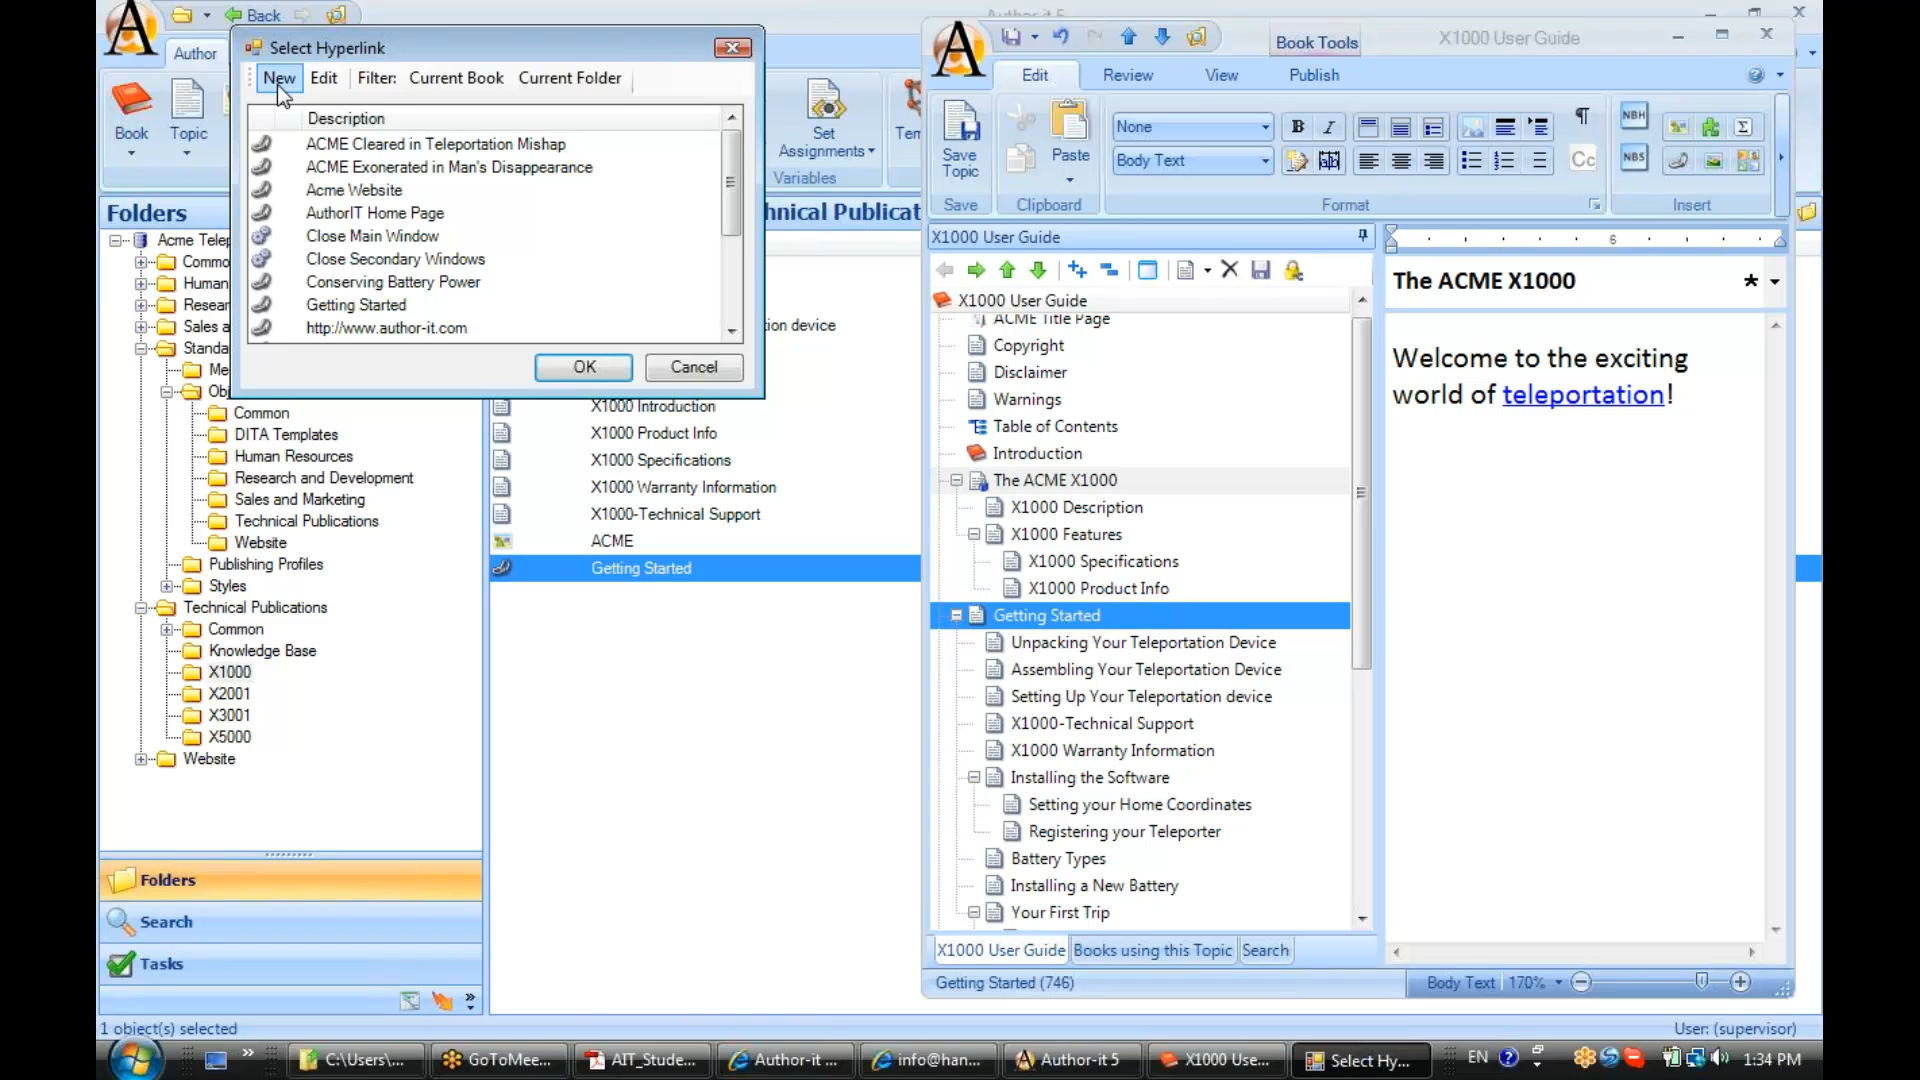 Back
Author-it 5
Author
Book
Topic
Set
Assignments
Variables
Folders
Technical Publications
Common
Knowledge Base
X1000
X2001
X3001
X5000
Website
Common
DITA Templates
Human Resources
Research and Development
Sales and Marketing
Technical Publications
Website
Publishing Profiles
Styles
Folders
Search
Tasks
1 object(s) selected
X1000 Introduction
X1000 Product Info
X1000 Specifications
X1000 Warranty Information
X1000-Technical Support
ACME
Getting Started
User: (supervisor)
Select Hyperlink
New Edit Filter: Current Book Current Folder
Description
ACME Cleared in Teleportation Mishap
ACME Exonerated in Man's Disappearance
Acme Website
AuthorIT Home Page
Close Main Window
Close Secondary Windows
Conserving Battery Power
Getting Started
http://www.author-it.com
OK Cancel
Book Tools
X1000 User Guide
Edit Review View Publish
Save Topic
Paste
None
Body Text
NBH
NBS
Save Clipboard Format Insert
X1000 User Guide
6
X1000 User Guide
ACME Title Page
Copyright
Disclaimer
Warnings
Table of Contents
Introduction
The ACME X1000
X1000 Description
X1000 Features
X1000 Specifications
X1000 Product Info
Getting Started
Unpacking Your Teleportation Device
Assembling Your Teleportation Device
Setting Up Your Teleportation device
X1000-Technical Support
X1000 Warranty Information
Installing the Software
Setting your Home Coordinates
Registering your Teleporter
Battery Types
Installing a New Battery
Your First Trip
X1000 User Guide Books using this Topic Search
Getting Started (746)
The ACME X1000 *
Welcome to the exciting
world of teleportation!
Body Text 170%
C:\Users\... GoToMee... AIT_Stude... Author-it ... info@han... Author-it 5 X1000 Use... Select Hy... EN 1:34 PM